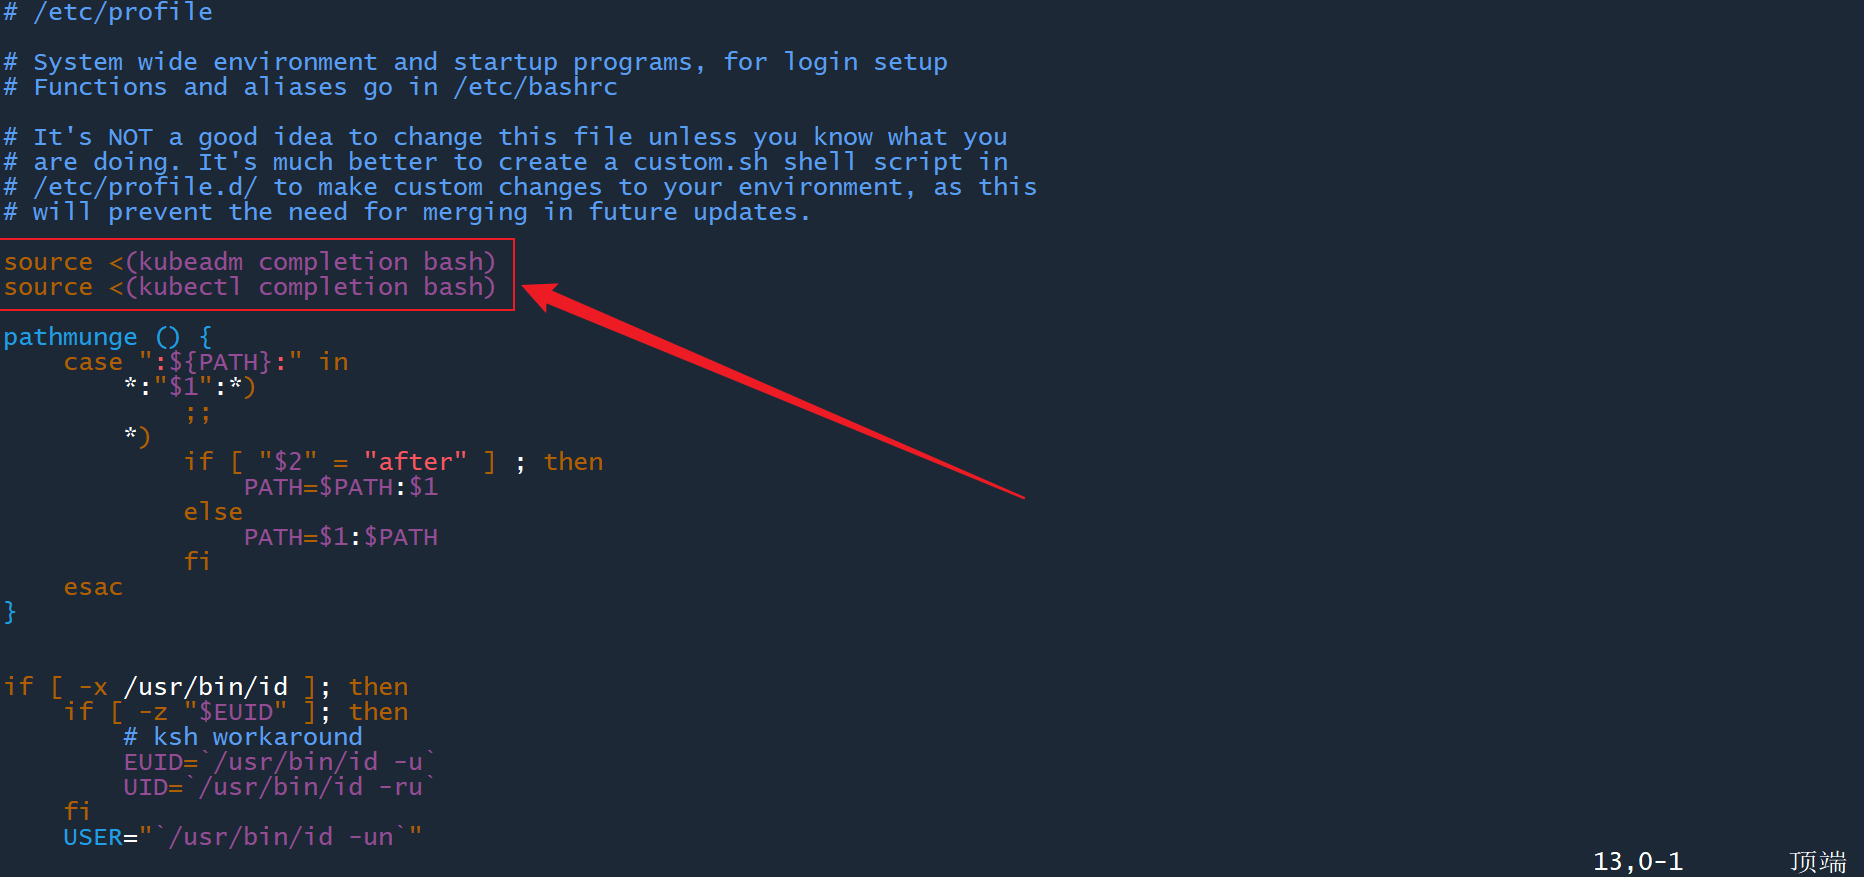 # /etc/profile
# System wide environment and startup programs, for login setup
# Functions and aliases go in /etc/bashrc
# It's NOT a good idea to change this file unless you know what you
# are doing. It's much better to create a custom.sh shell script in
# /etc/profile.d/ to make custom changes to your environment, as this
# will prevent the need for merging in future updates.
source <(kubeadm completion bash)
source <(kubectl completion bash)
pathmunge () {
    case ":${PATH}:" in
        *:"$1":*)
            ;;
        *)
            if [ "$2" = "after" ] ; then
                PATH=$PATH:$1
            else
                PATH=$1:$PATH
            fi
    esac
}
if [ -x /usr/bin/id ]; then
    if [ -z "$EUID" ]; then
        # ksh workaround
        EUID=`/usr/bin/id -u`
        UID=`/usr/bin/id -ru`
    fi
    USER="`/usr/bin/id -un`"
13,0-1 顶端